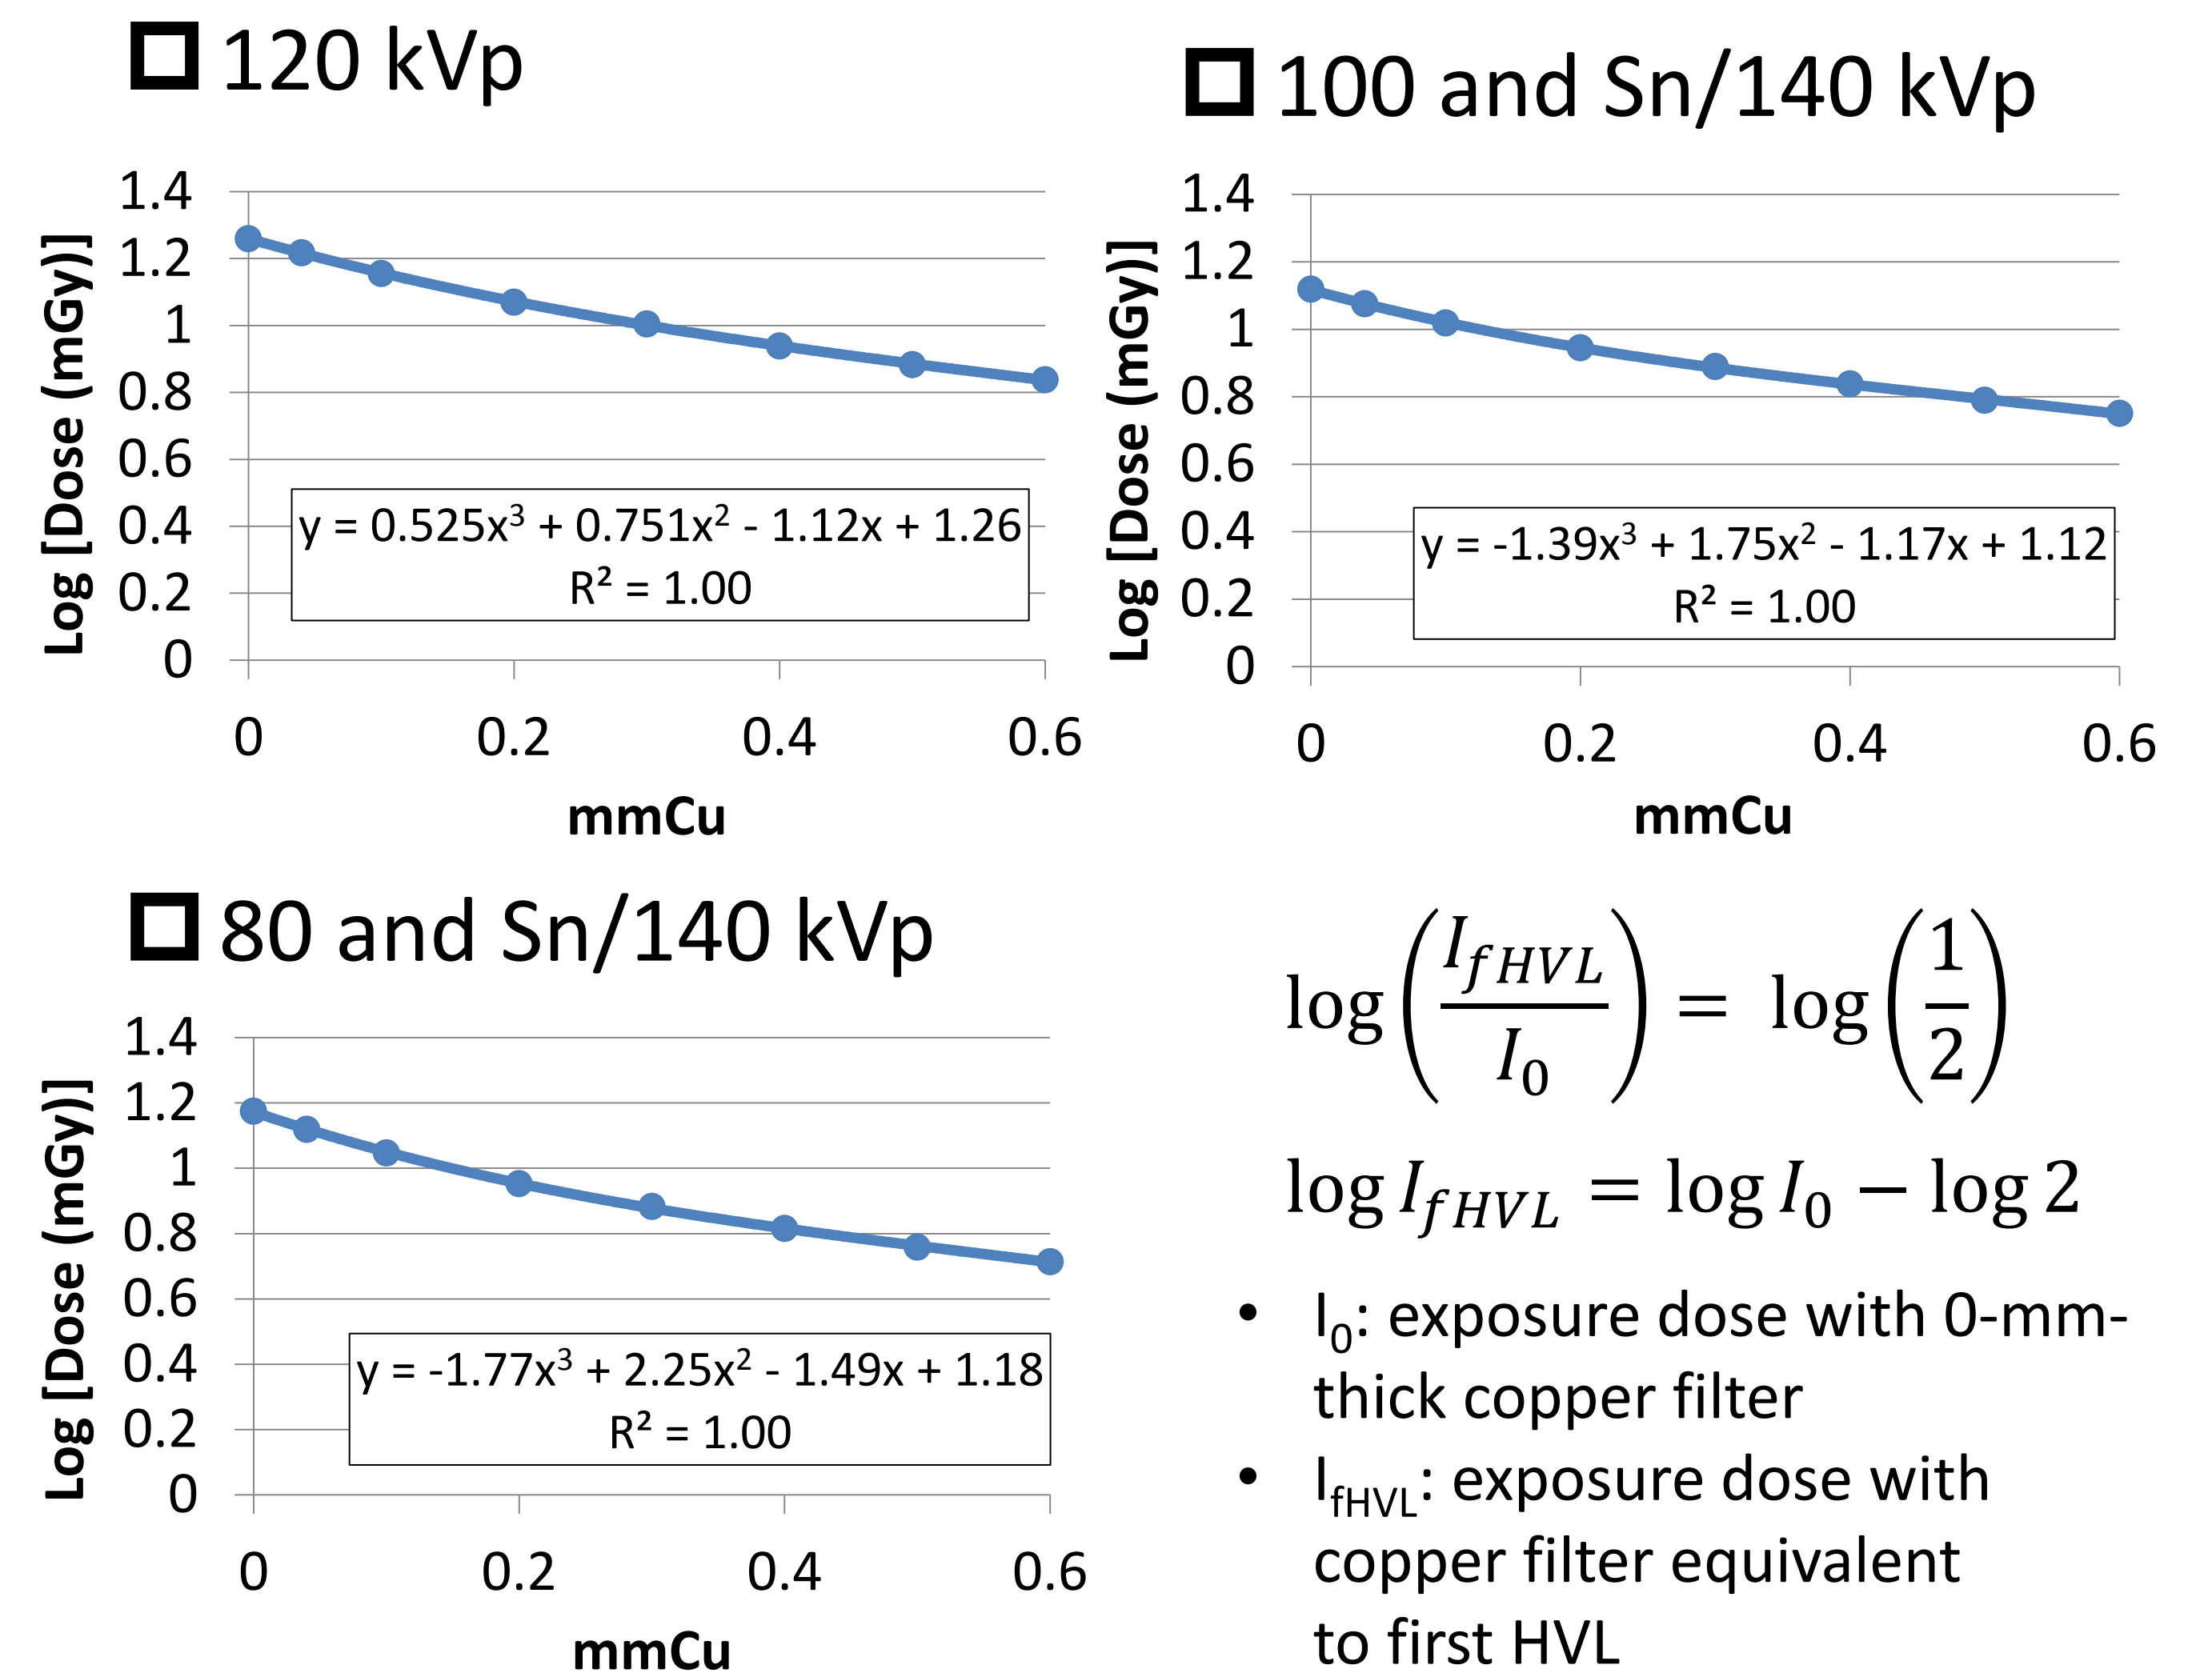 120 kVp
Log [Dose (mGy)]
1.4
1.2
1
0.8
0.6
0.4
0.2
0
y = 0.525x³ + 0.751x² - 1.12x + 1.26
R² = 1.00
0 0.2 0.4 0.6
mmCu
100 and Sn/140 kVp
Log [Dose (mGy)]
1.4
1.2
1
0.8
0.6
0.4
0.2
0
y = -1.39x³ + 1.75x² - 1.17x + 1.12
R² = 1.00
0 0.2 0.4 0.6
mmCu
80 and Sn/140 kVp
Log [Dose (mGy)]
1.4
1.2
1
0.8
0.6
0.4
0.2
0
y = -1.77x³ + 2.25x² - 1.49x + 1.18
R² = 1.00
0 0.2 0.4 0.6
mmCu
log(I_fHVL/I_0) = log(1/2)
log I_fHVL = log I_0 − log 2
• I_0: exposure dose with 0-mm-
thick copper filter
• I_fHVL: exposure dose with
copper filter equivalent
to first HVL